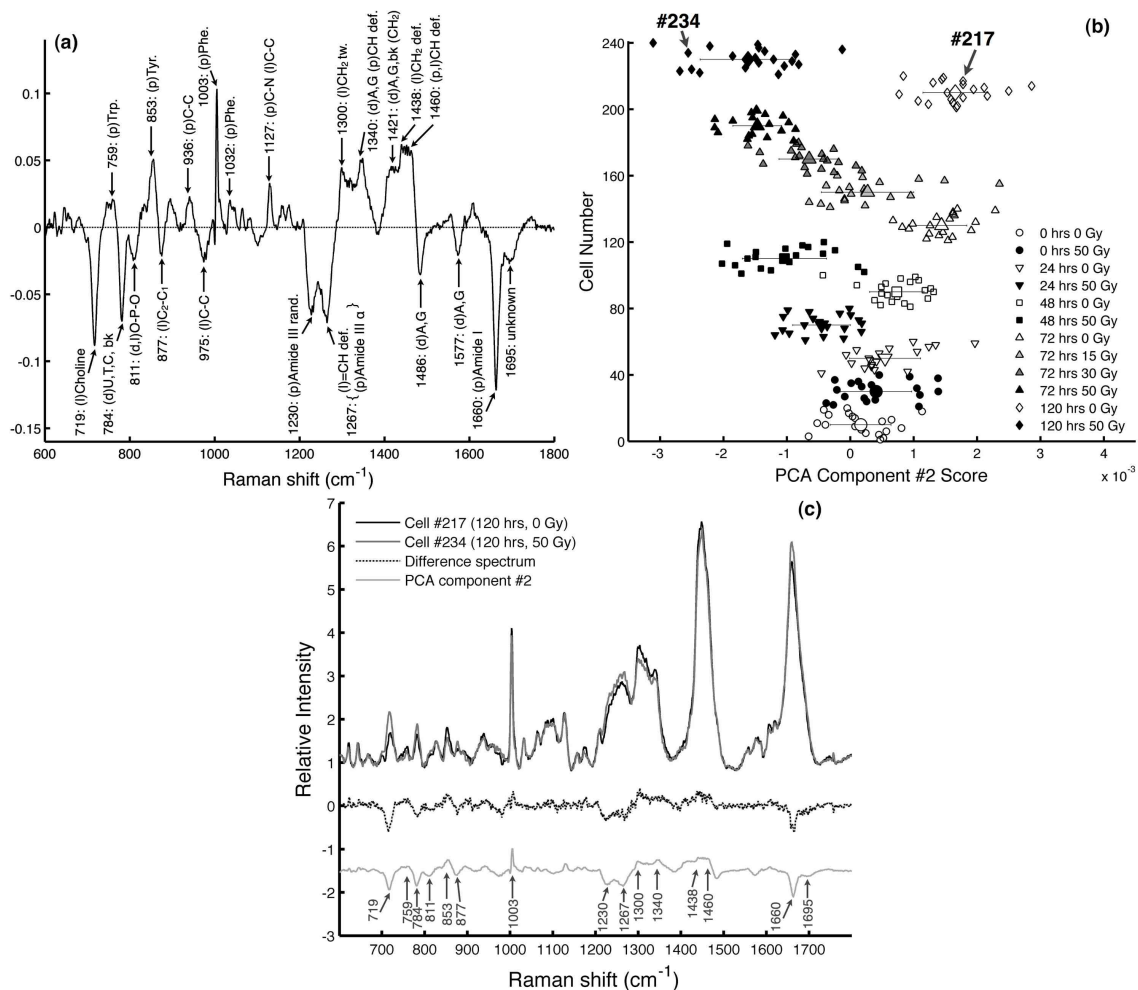 (a)
0.1
0.05
0
-0.05
-0.1
-0.15
600
800
1000
1200
1400
1600
1800
Raman shift (cm-1)
759: (p)Trp.
853: (p)Tyr.
936: (p)C-C
1003: (p)Phe.
1032: (p)Phe.
1127: (p)C-N (l)C-C
1300: (l)CH2 tw.
1340: (d)A,G (p)CH def.
1421: (d)A,G,bk (CH2)
1438: (l)CH2 def.
1460: (p,l)CH def.
719: (l)Choline
784: (d)U,T,C, bk
811: (d,l)O-P-O
877: (l)C2-C1
975: (l)C-C
1230: (p)Amide III rand.
1267: { (l)=CH def.
(p)Amide III α
1486: (d)A,G
1577: (d)A,G
1660: (p)Amide I
1695: unknown
(b)
#234
#217
240
200
160
120
80
40
0
Cell Number
-3
-2
-1
0
1
2
3
4
x 10-3
PCA Component #2 Score
0 hrs 0 Gy
0 hrs 50 Gy
24 hrs 0 Gy
24 hrs 50 Gy
48 hrs 0 Gy
48 hrs 50 Gy
72 hrs 0 Gy
72 hrs 15 Gy
72 hrs 30 Gy
72 hrs 50 Gy
120 hrs 0 Gy
120 hrs 50 Gy
(c)
Cell #217 (120 hrs, 0 Gy)
Cell #234 (120 hrs, 50 Gy)
Difference spectrum
PCA component #2
7
6
5
4
3
2
1
0
-1
-2
-3
Relative Intensity
719
759
784
811
853
877
1003
1230
1267
1300
1340
1438
1460
1660
1695
700
800
900
1000
1100
1200
1300
1400
1500
1600
1700
Raman shift (cm-1)